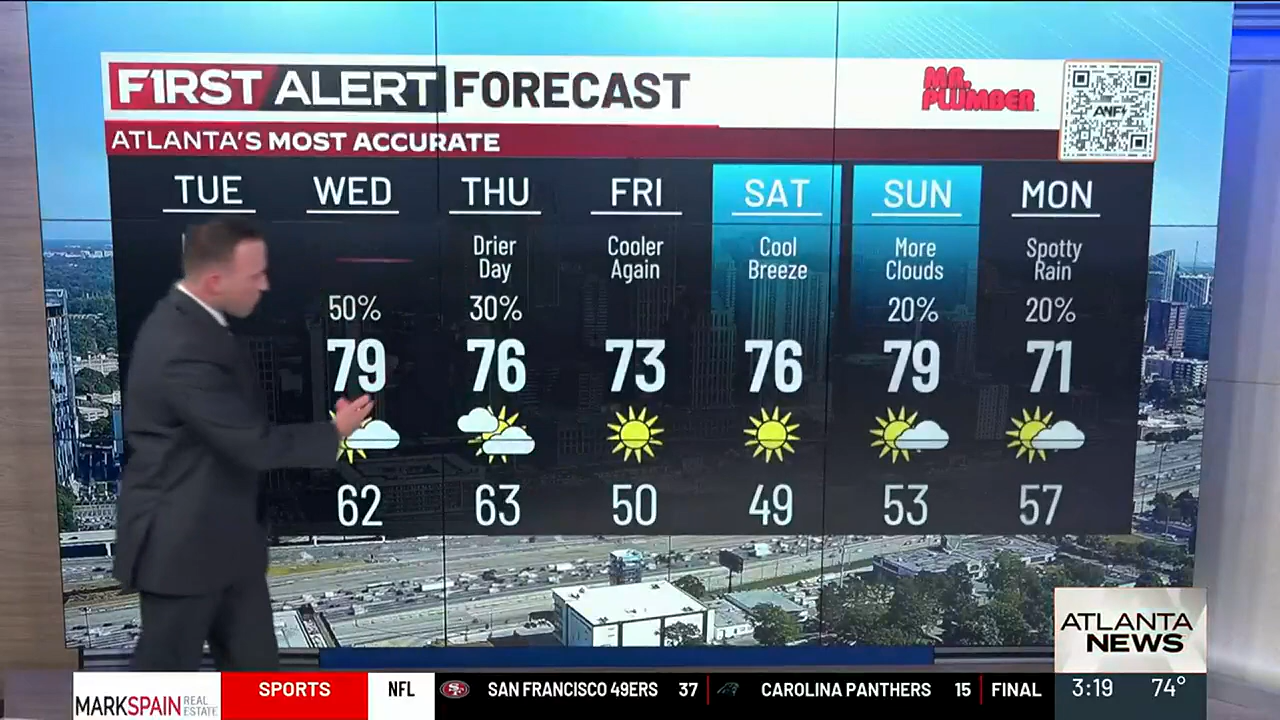 F1RST ALERT FORECAST
MR. PLUMBER
ANF+
ATLANTA'S MOST ACCURATE
TUE WED THU FRI SAT SUN MON
Drier Day
Cooler Again
Cool Breeze
More Clouds
Spotty Rain
50% 30% 20% 20%
79 76 73 76 79 71
62 63 50 49 53 57
ATLANTA NEWS
MARKSPAIN REAL ESTATE
SPORTS NFL SAN FRANCISCO 49ERS 37 CAROLINA PANTHERS 15 FINAL 3:19 74°